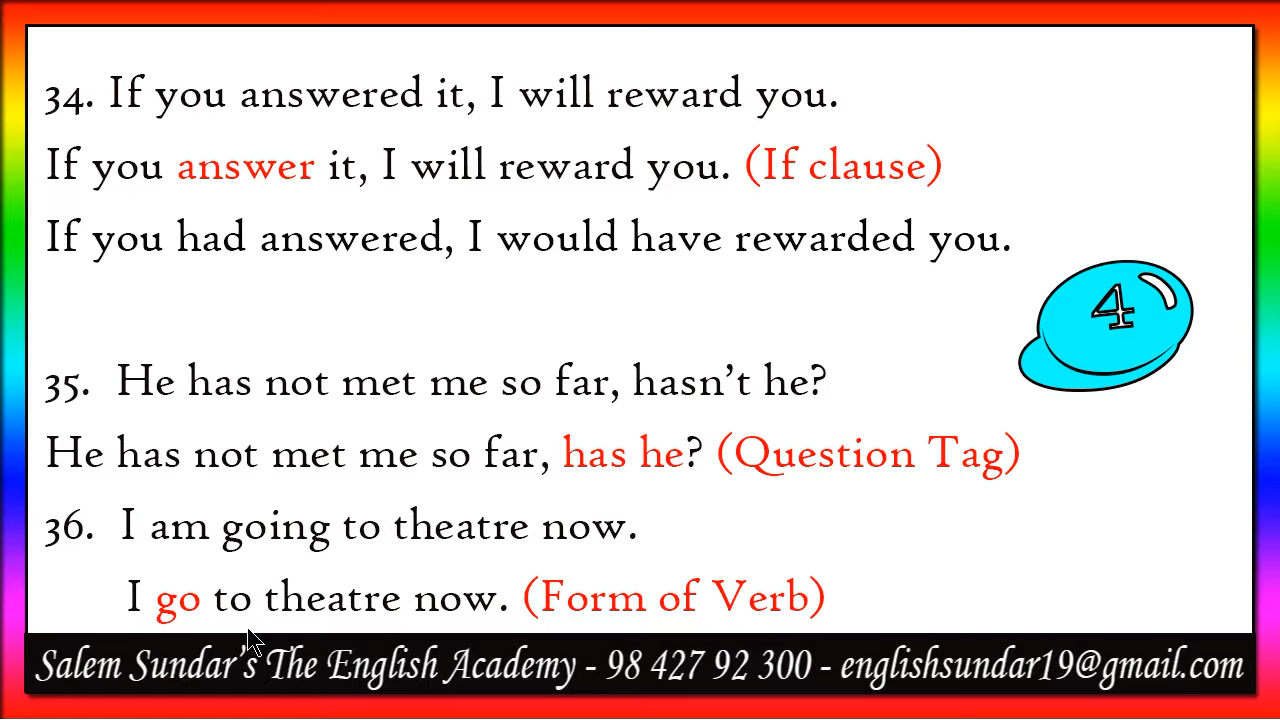 34. If you answered it, I will reward you.
If you answer it, I will reward you. (If clause)
If you had answered, I would have rewarded you.
4
35. He has not met me so far, hasn't he?
He has not met me so far, has he? (Question Tag)
36. I am going to theatre now.
I go to theatre now. (Form of Verb)
Salem Sundar's The English Academy - 98 427 92 300 - englishsundar19@gmail.com